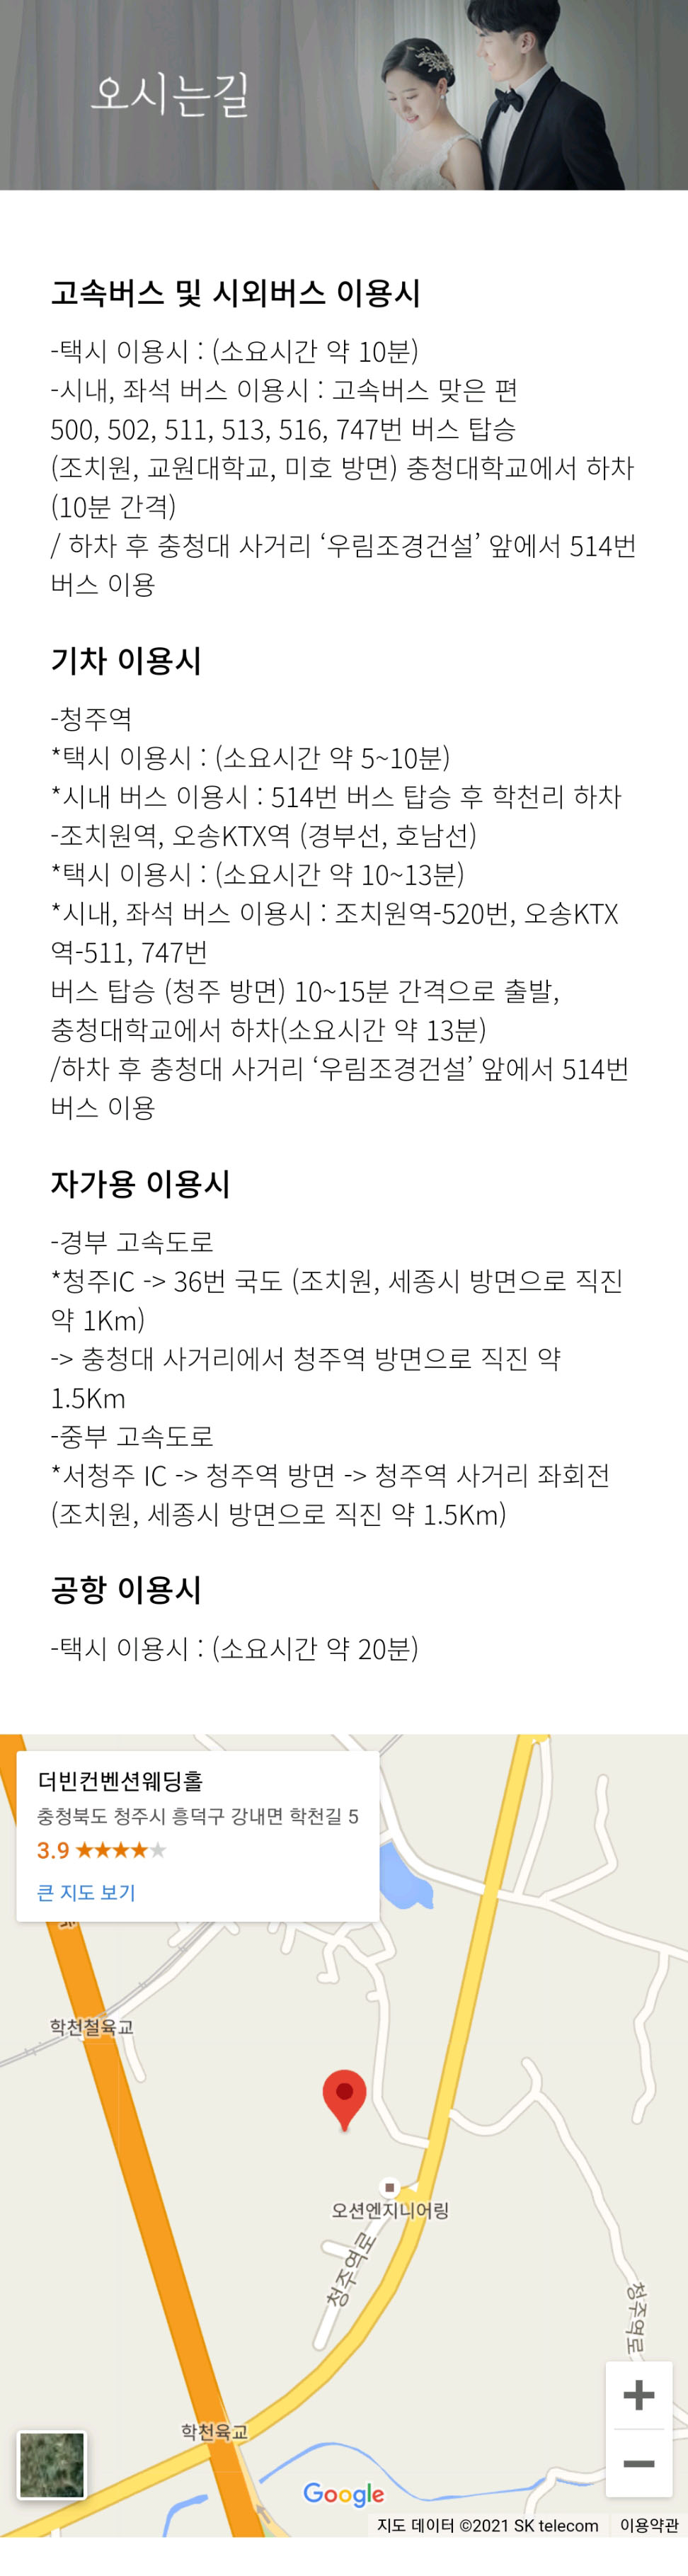 오시는길
고속버스 및 시외버스 이용시
-택시 이용시 : (소요시간 약 10분)
-시내, 좌석 버스 이용시 : 고속버스 맞은 편
500, 502, 511, 513, 516, 747번 버스 탑승
(조치원, 교원대학교, 미호 방면) 충청대학교에서 하차
(10분 간격)
/ 하차 후 충청대 사거리 ‘우림조경건설’ 앞에서 514번
버스 이용
기차 이용시
-청주역
*택시 이용시 : (소요시간 약 5~10분)
*시내 버스 이용시 : 514번 버스 탑승 후 학천리 하차
-조치원역, 오송KTX역 (경부선, 호남선)
*택시 이용시 : (소요시간 약 10~13분)
*시내, 좌석 버스 이용시 : 조치원역-520번, 오송KTX
역-511, 747번
버스 탑승 (청주 방면) 10~15분 간격으로 출발,
충청대학교에서 하차(소요시간 약 13분)
/하차 후 충청대 사거리 ‘우림조경건설’ 앞에서 514번
버스 이용
자가용 이용시
-경부 고속도로
*청주IC -> 36번 국도 (조치원, 세종시 방면으로 직진
약 1Km)
-> 충청대 사거리에서 청주역 방면으로 직진 약
1.5Km
-중부 고속도로
*서청주 IC -> 청주역 방면 -> 청주역 사거리 좌회전
(조치원, 세종시 방면으로 직진 약 1.5Km)
공항 이용시
-택시 이용시 : (소요시간 약 20분)
더빈컨벤션웨딩홀
충청북도 청주시 흥덕구 강내면 학천길 5
3.9 ★★★★★
큰 지도 보기
학천철육교
오션엔지니어링
청주역로
청주역로
학천육교
Google
지도 데이터 ©2021 SK telecom 이용약관